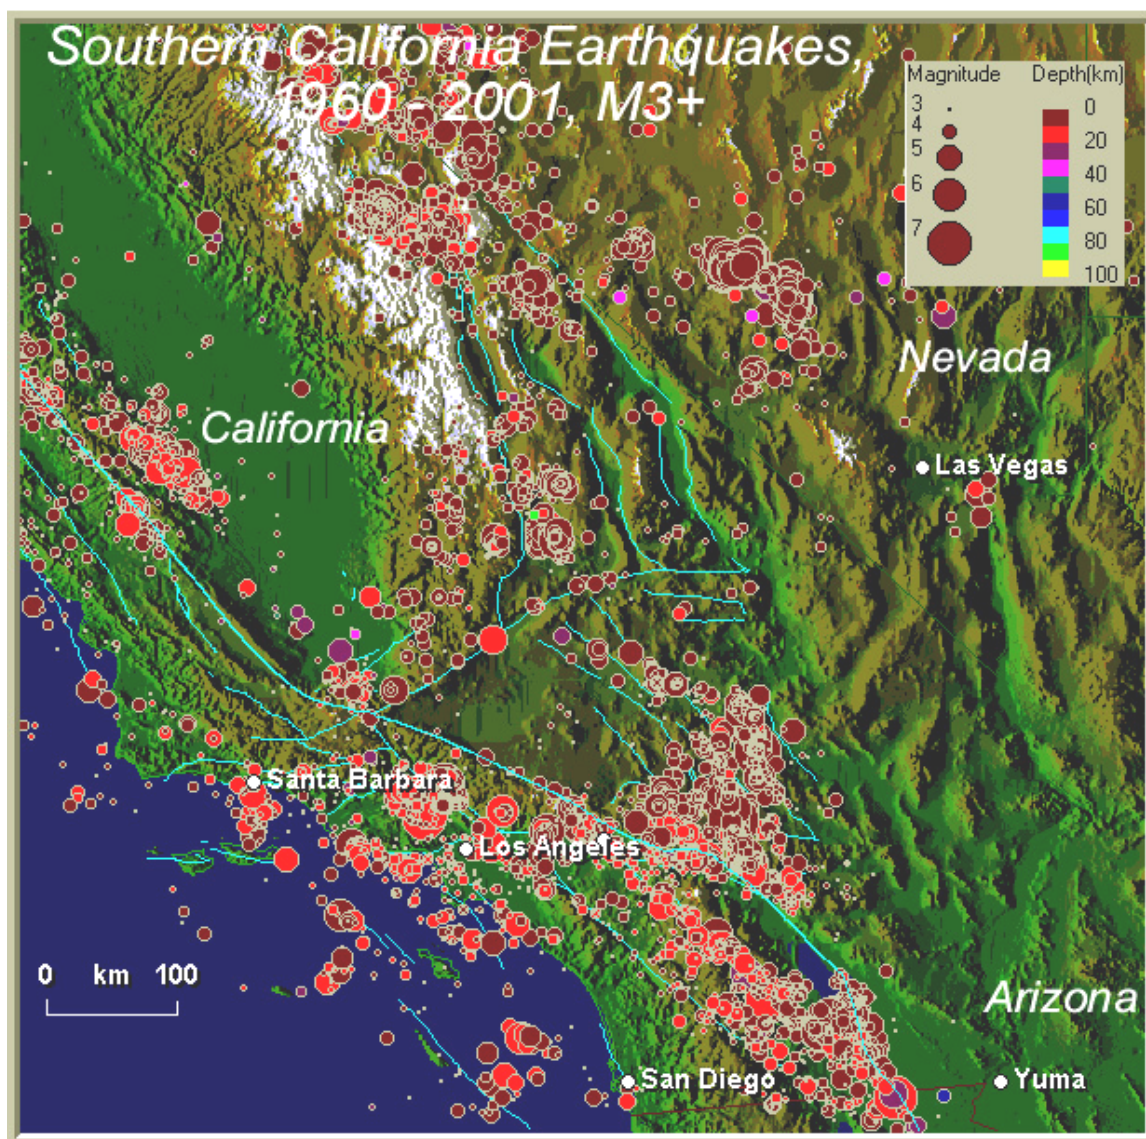 Southern California Earthquakes,
1960 - 2001, M3+
Magnitude Depth(km)
3 0
4
5 20
6 40
60
7 80
100
Nevada
California
Las Vegas
Santa Barbara
Los Angeles
0 km 100
Arizona
San Diego
Yuma